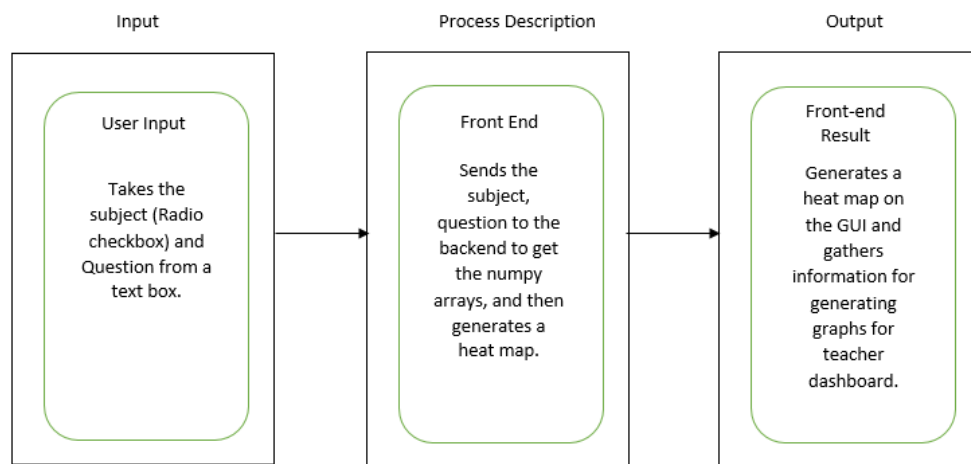 Input
Process Description
Output
User Input
Takes the
subject (Radio
checkbox) and
Question from a
text box.
Front End
Sends the
subject,
question to the
backend to get
the numpy
arrays, and then
generates a
heat map.
Front-end
Result
Generates a
heat map on
the GUI and
gathers
information for
generating
graphs for
teacher
dashboard.